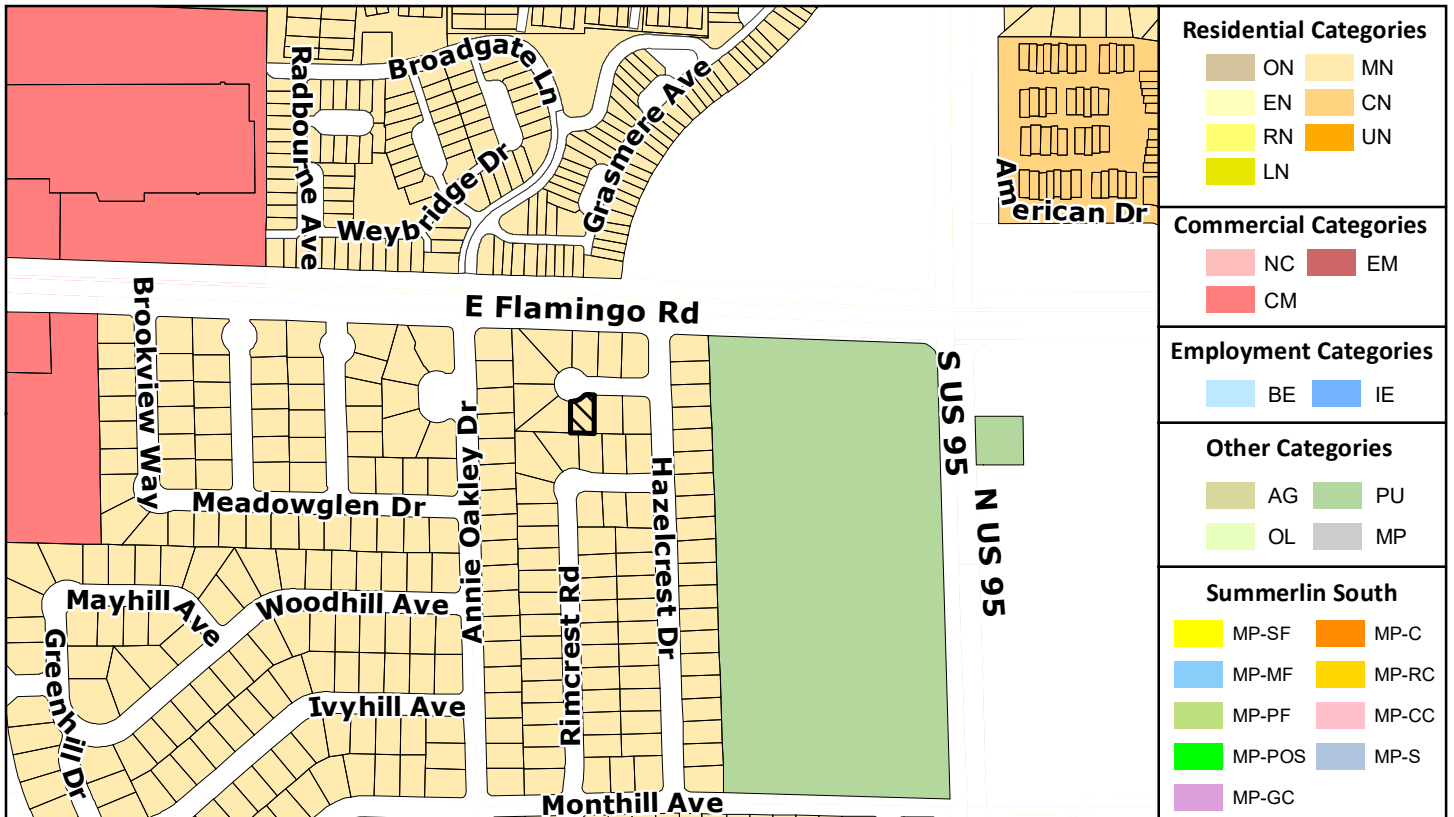 Broadgate Ln
Radbourne Ave
Grasmere Ave
Weybridge Dr
American Dr
E Flamingo Rd
Brookview Way
S US 95
N US 95
Annie Oakley Dr
Hazelcrest Dr
Meadowglen Dr
Rimcrest Rd
Mayhill Ave
Woodhill Ave
Greenhill Dr
Ivyhill Ave
Monthill Ave
Residential Categories
ON MN
EN CN
RN UN
LN
Commercial Categories
NC EM
CM
Employment Categories
BE IE
Other Categories
AG PU
OL MP
Summerlin South
MP-SF MP-C
MP-MF MP-RC
MP-PF MP-CC
MP-POS MP-S
MP-GC